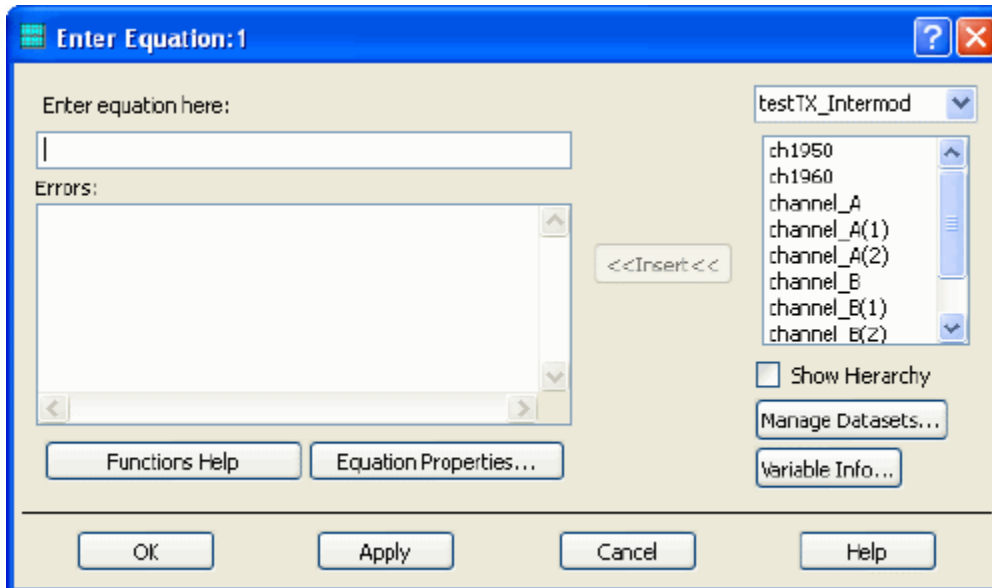 Enter Equation:1
Enter equation here:
testTX_Intermod
ch1950
ch1960
channel_A
channel_A(1)
channel_A(2)
channel_B
channel_B(1)
channel_B(2)
Errors:
<<Insert<<
Show Hierarchy
Manage Datasets...
Variable Info...
Functions Help
Equation Properties...
OK
Apply
Cancel
Help